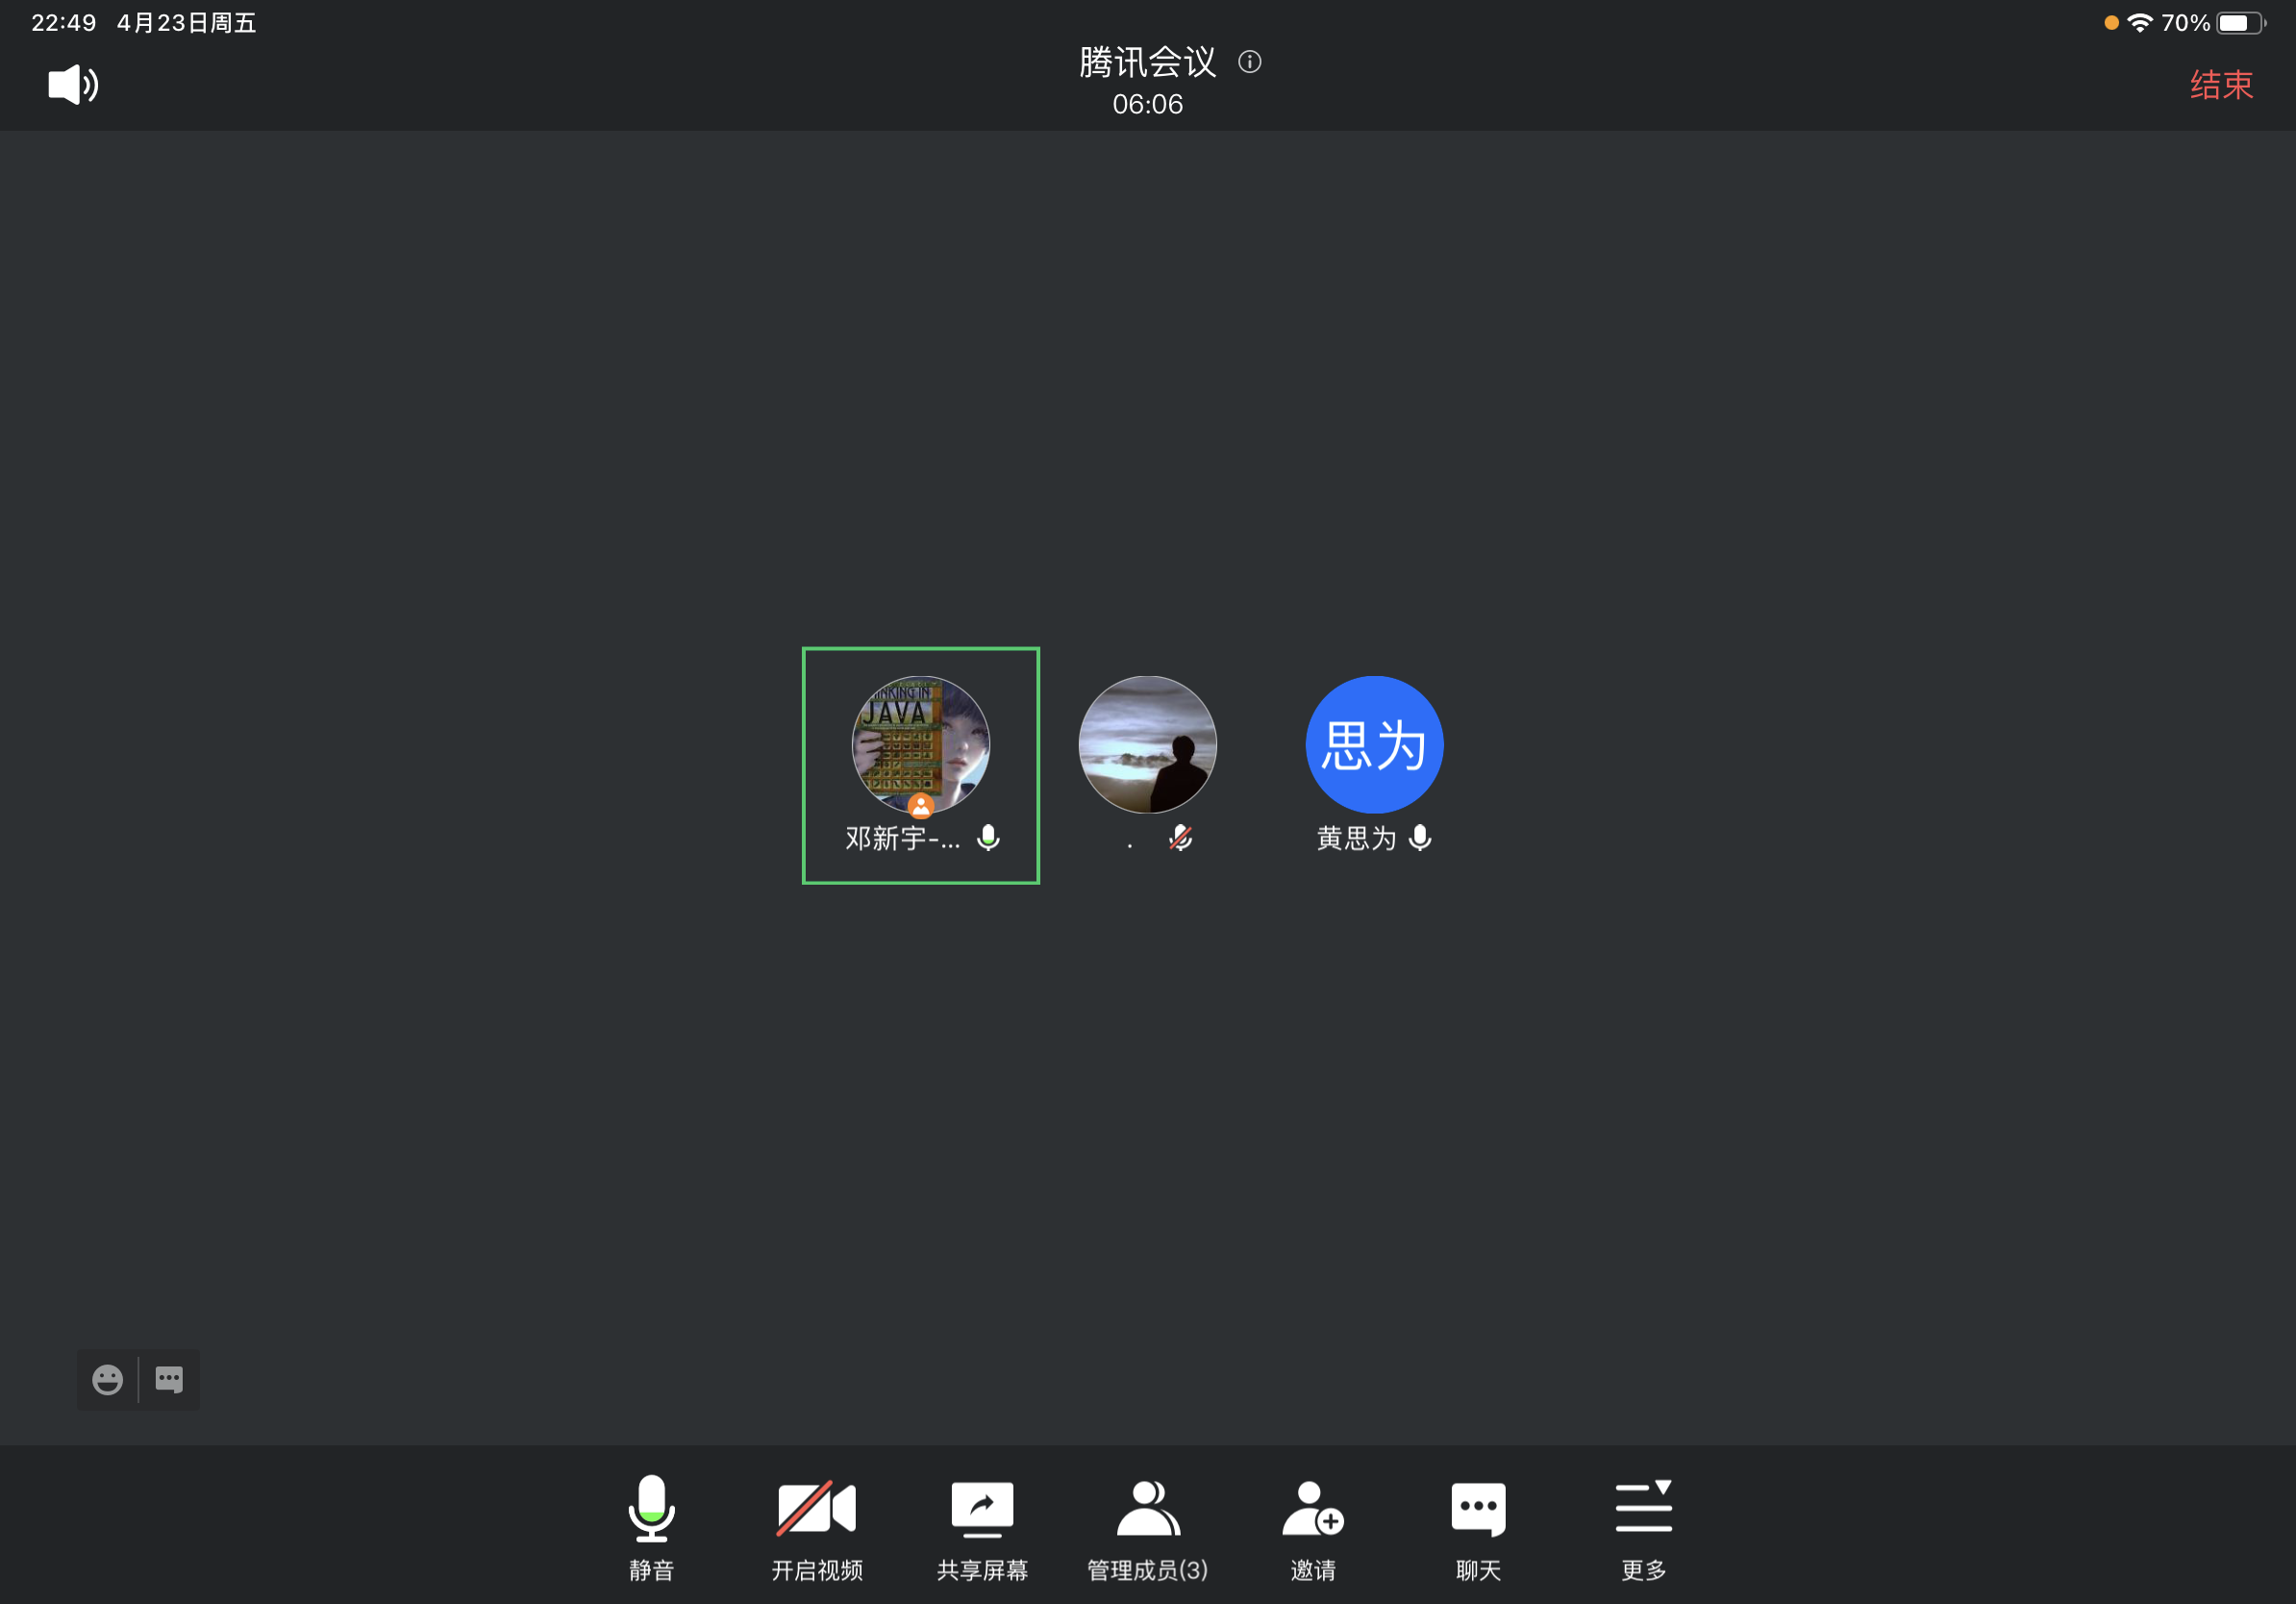 22:49 4月23日周五
70%
腾讯会议
06:06
结束
THINKING IN
JAVA
思为
邓新宇-...
.
黄思为
静音
开启视频
共享屏幕
管理成员(3)
邀请
聊天
更多